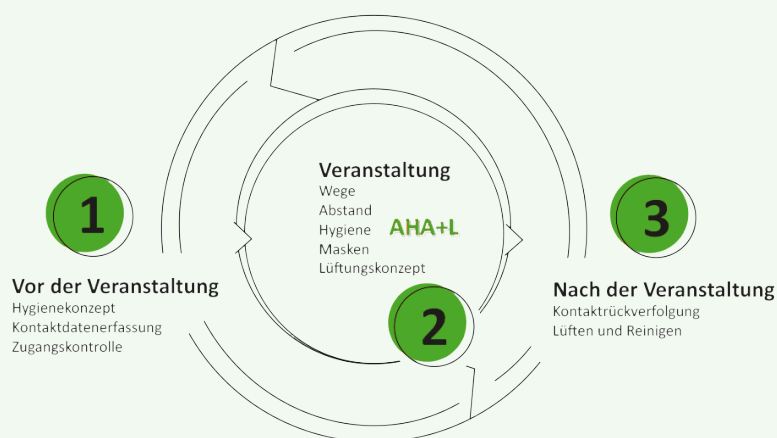 1
Vor der Veranstaltung
Hygienekonzept
Kontaktdatenerfassung
Zugangskontrolle
Veranstaltung
Wege
Abstand
Hygiene
Masken
Lüftungskonzept
AHA+L
2
3
Nach der Veranstaltung
Kontaktrückverfolgung
Lüften und Reinigen